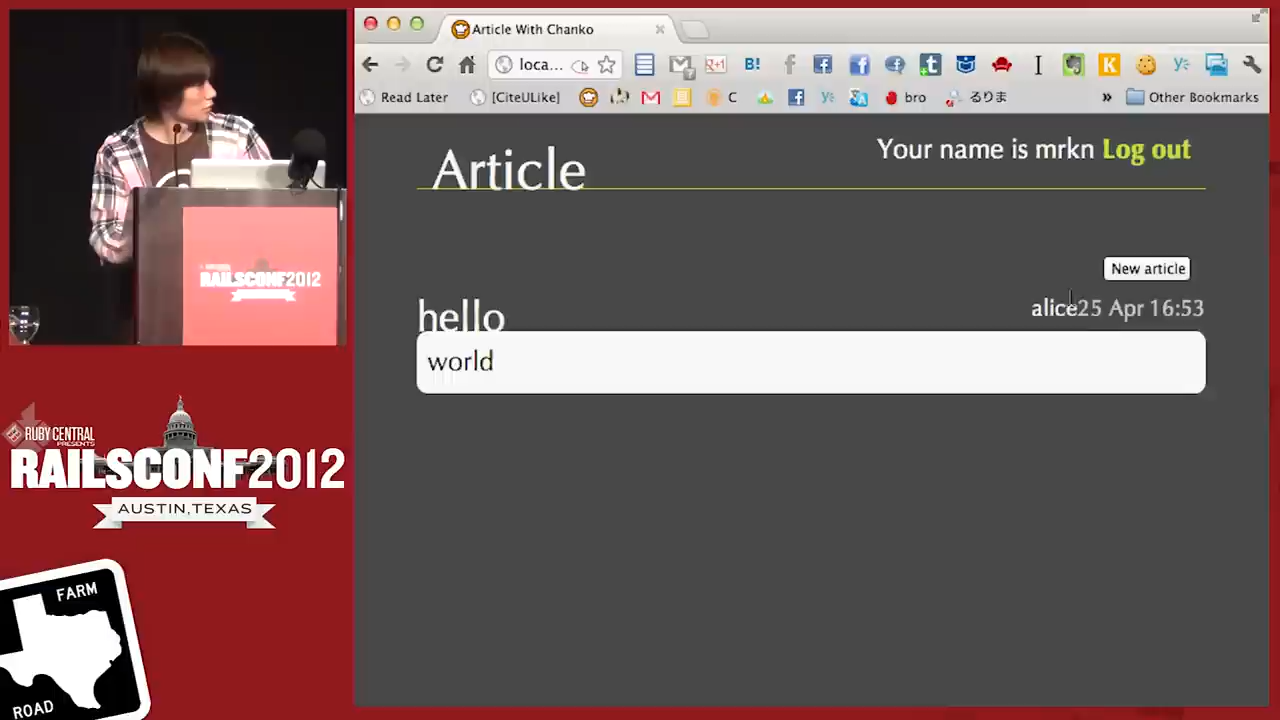 Article With Chanko
loca...
Read Later
[CiteULike]
C
bro
るりま
»
Other Bookmarks
Article
Your name is mrkn Log out
New article
hello
alice25 Apr 16:53
world
RAILSCONF2012
RUBY CENTRAL
PRESENTS
RAILSCONF2012
AUSTIN,TEXAS
FARM
ROAD